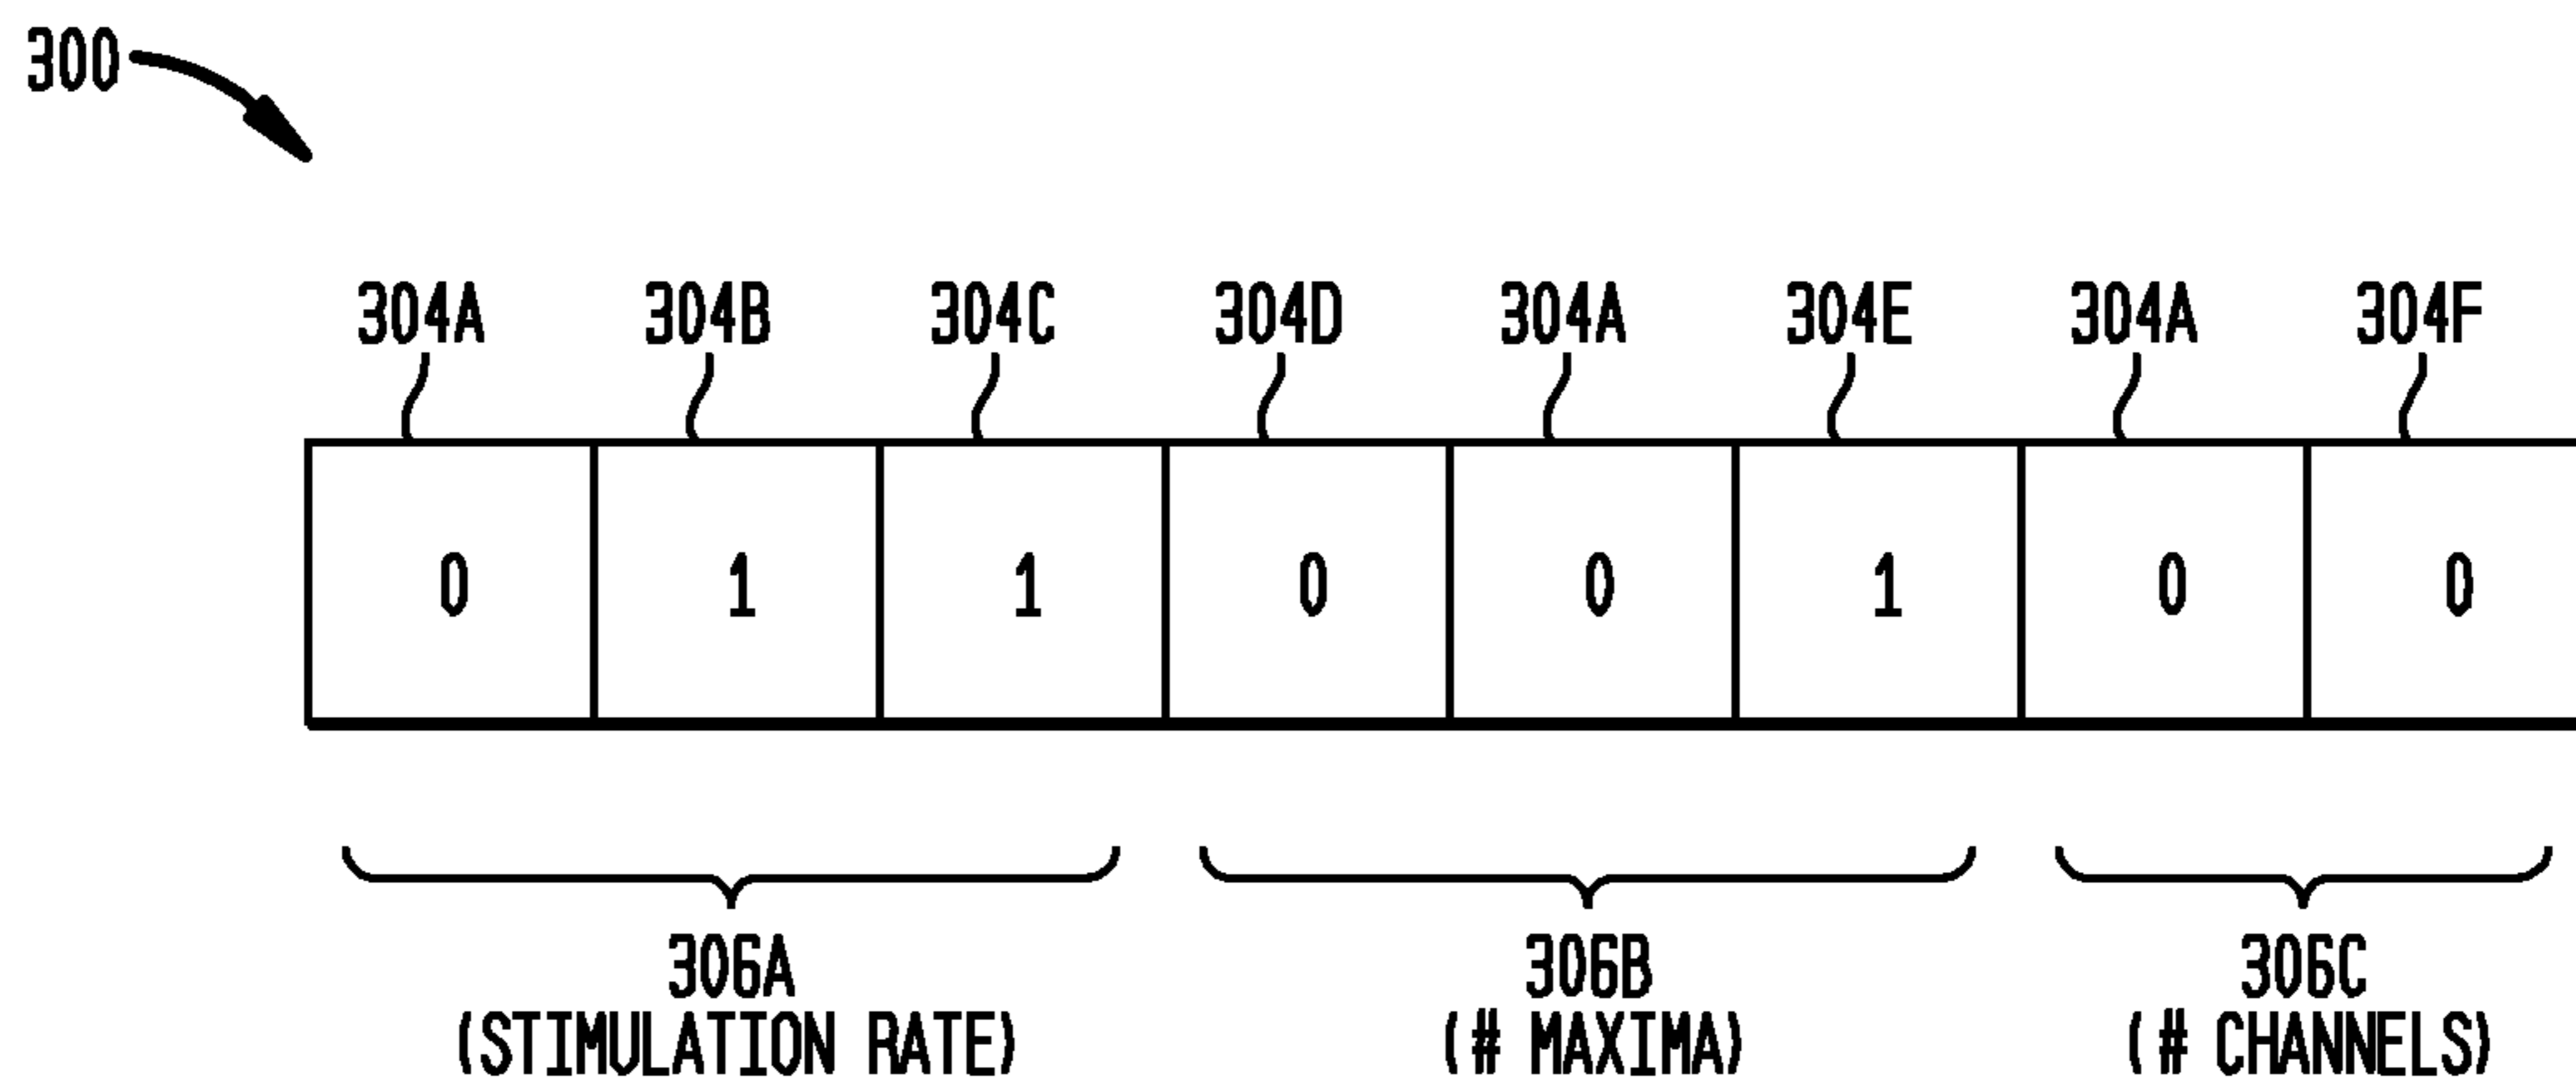 300
304A 304B 304C 304D 304A 304E 304A 304F
0 1 1 0 0 1 0 0
306A 306B 306C
(STIMULATION RATE) (# MAXIMA) (# CHANNELS)